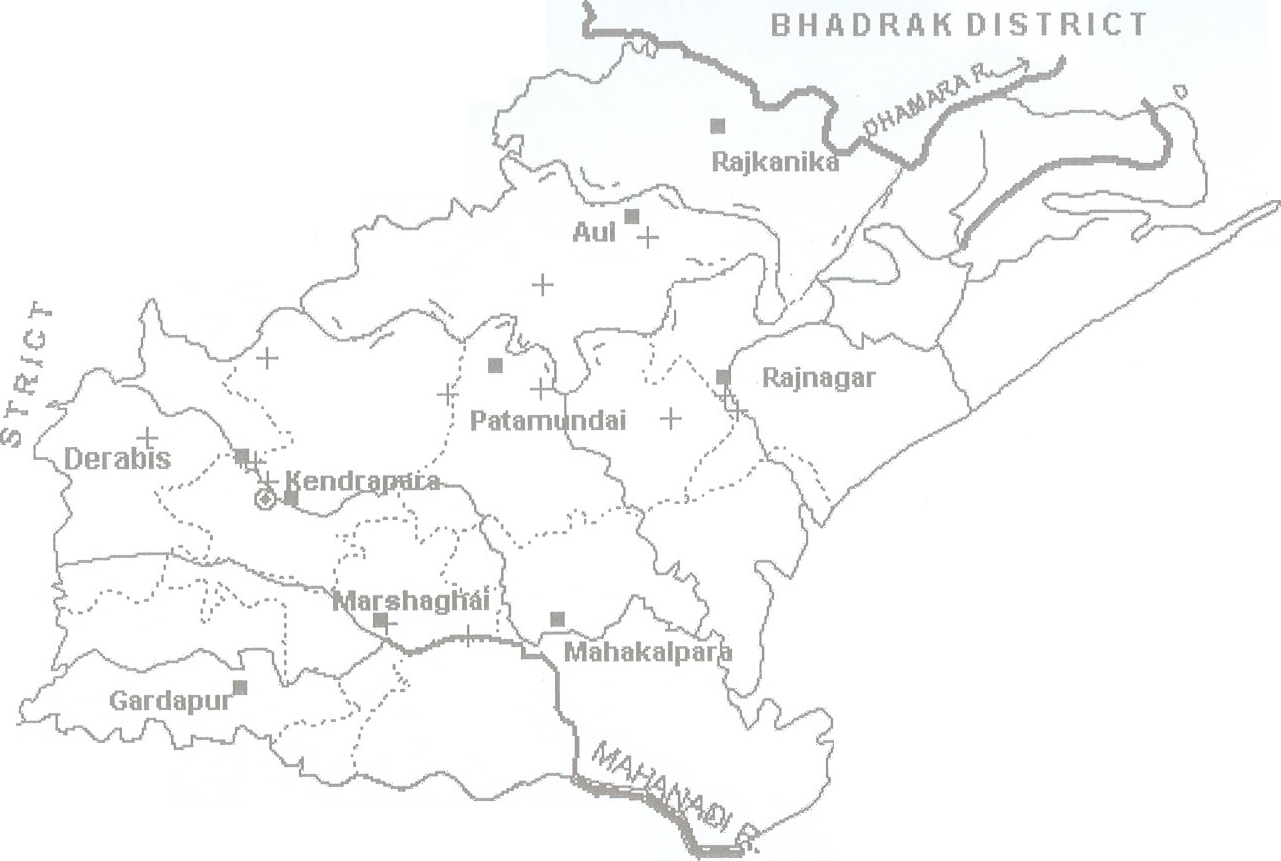 BHADRAK DISTRICT
DHAMARA R.
Rajkanika
Aul
STRICT
Rajnagar
Patamundai
Derabis
Kendrapara
Marshaghai
Mahakalpara
Gardapur
MAHANADI R.